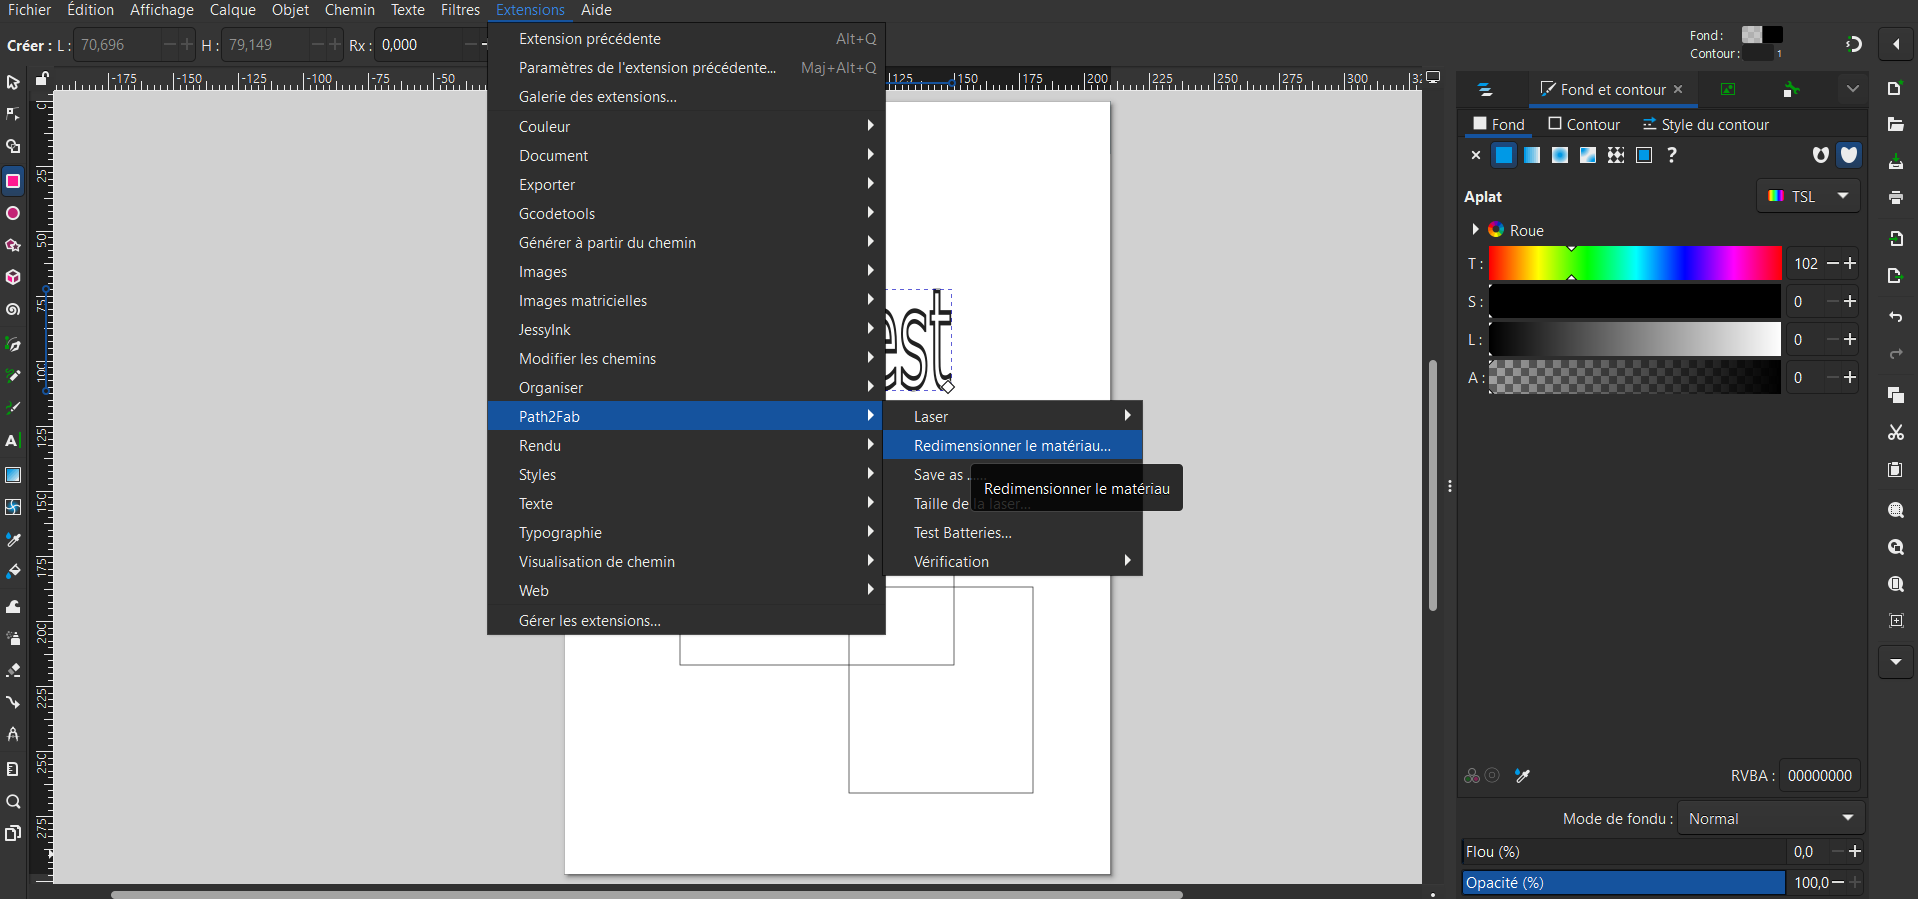 Fichier Édition Affichage Calque Objet Chemin Texte Filtres Extensions Aide
Créer : L : 70,696 H : 79,149 Rx : 0,000
Fond :
Contour : 1
-175 -150 -125 -100 -75 -50 125 150 175 200 225 250 275 300
0
25
50
75
100
125
150
175
200
225
250
275
Extension précédente Alt+Q
Paramètres de l'extension précédente... Maj+Alt+Q
Galerie des extensions...
Couleur
Document
Exporter
Gcodetools
Générer à partir du chemin
Images
Images matricielles
JessyInk
Modifier les chemins
Organiser
Path2Fab
Rendu
Styles
Texte
Typographie
Visualisation de chemin
Web
Gérer les extensions...
est
Laser
Redimensionner le matériau...
Save as ......
Taille de la laser...
Test Batteries...
Vérification
Redimensionner le matériau
Fond et contour
Fond Contour Style du contour
?
Aplat TSL
Roue
T : 102
S : 0
L : 0
A : 0
RVBA : 00000000
Mode de fondu : Normal
Flou (%) 0,0
Opacité (%) 100,0